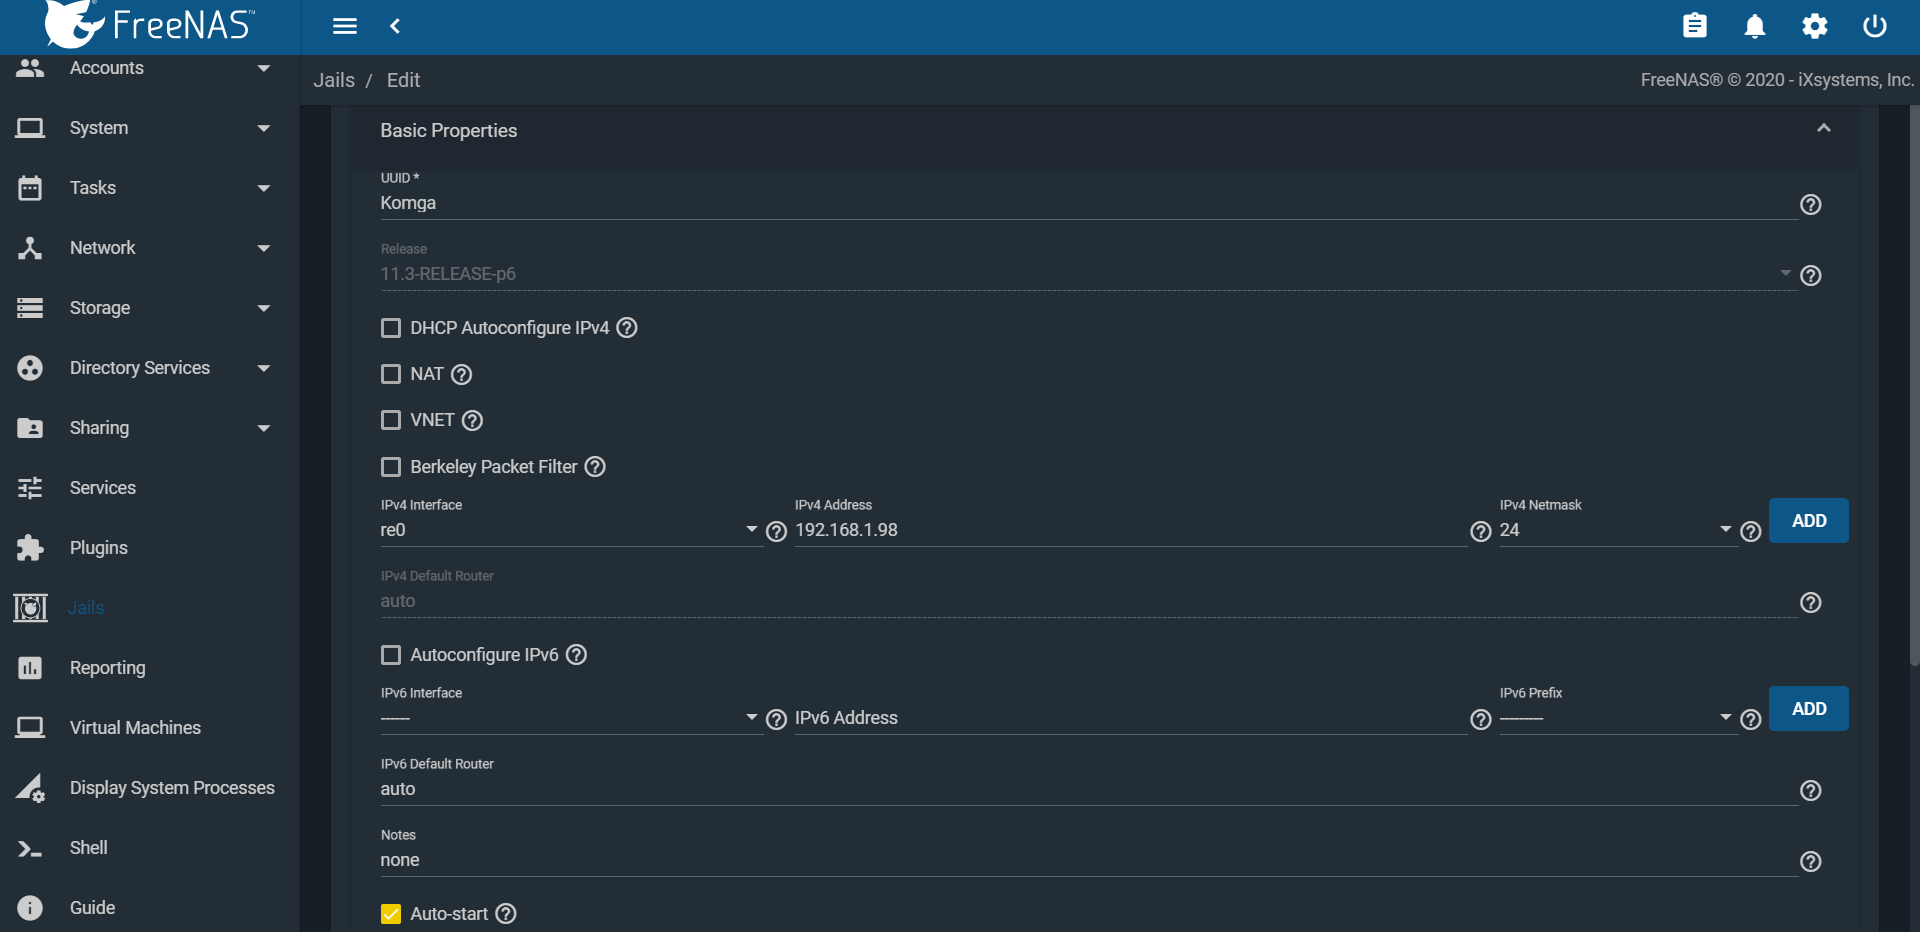 FreeNAS™
Accounts
System
Tasks
Network
Storage
Directory Services
Sharing
Services
Plugins
Jails
Reporting
Virtual Machines
Display System Processes
Shell
Guide
Jails / Edit
FreeNAS® © 2020 - iXsystems, Inc.
Basic Properties
UUID *
Komga
Release
11.3-RELEASE-p6
DHCP Autoconfigure IPv4
NAT
VNET
Berkeley Packet Filter
IPv4 Interface IPv4 Address IPv4 Netmask
re0 192.168.1.98 24 ADD
IPv4 Default Router
auto
Autoconfigure IPv6
IPv6 Interface IPv6 Prefix
------ IPv6 Address --------- ADD
IPv6 Default Router
auto
Notes
none
Auto-start